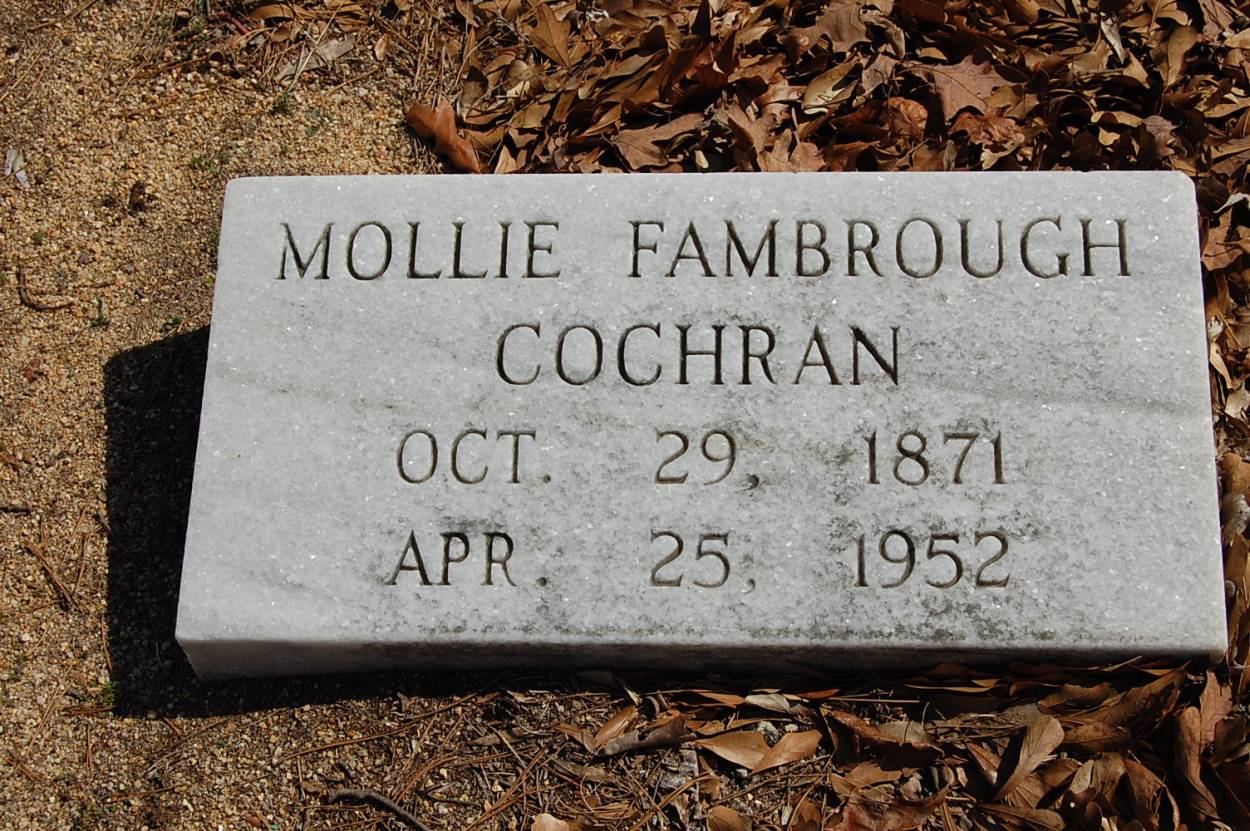 MOLLIE FAMBROUGH
COCHRAN
OCT. 29, 1871
APR. 25, 1952